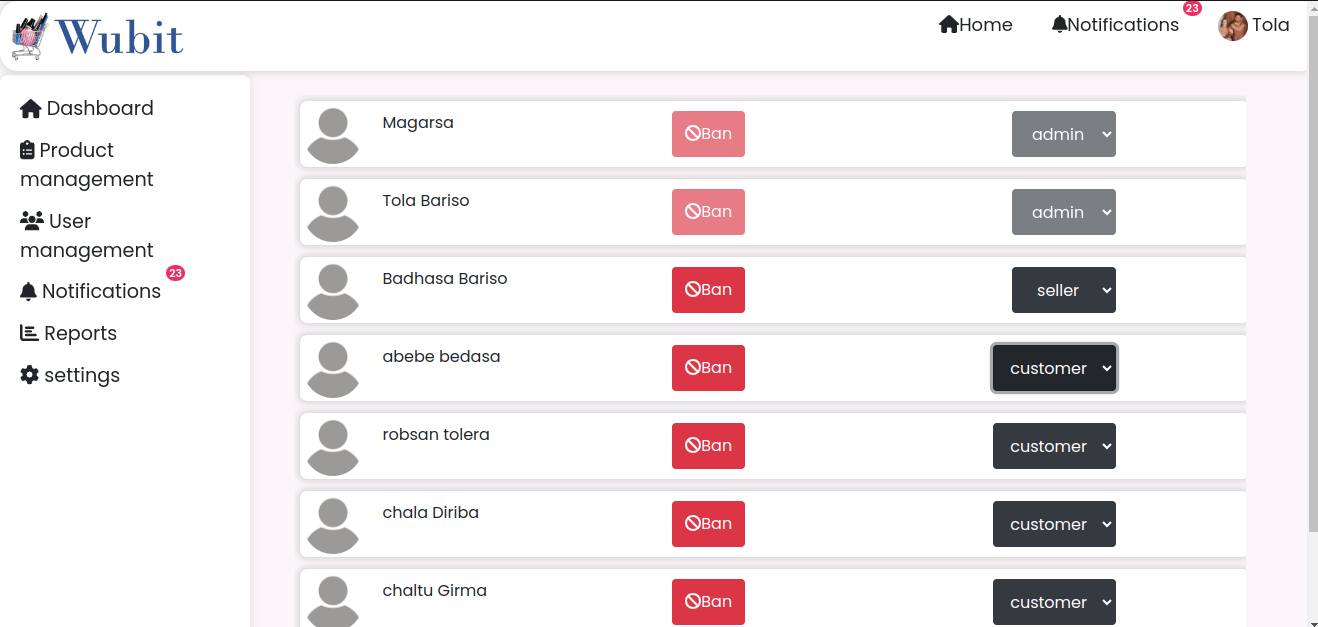 Wubit
Home
Notifications
23
Tola
Dashboard
Product
management
User
management
Notifications
23
Reports
settings
Magarsa
Ban
admin
Tola Bariso
Ban
admin
Badhasa Bariso
Ban
seller
abebe bedasa
Ban
customer
robsan tolera
Ban
customer
chala Diriba
Ban
customer
chaltu Girma
Ban
customer